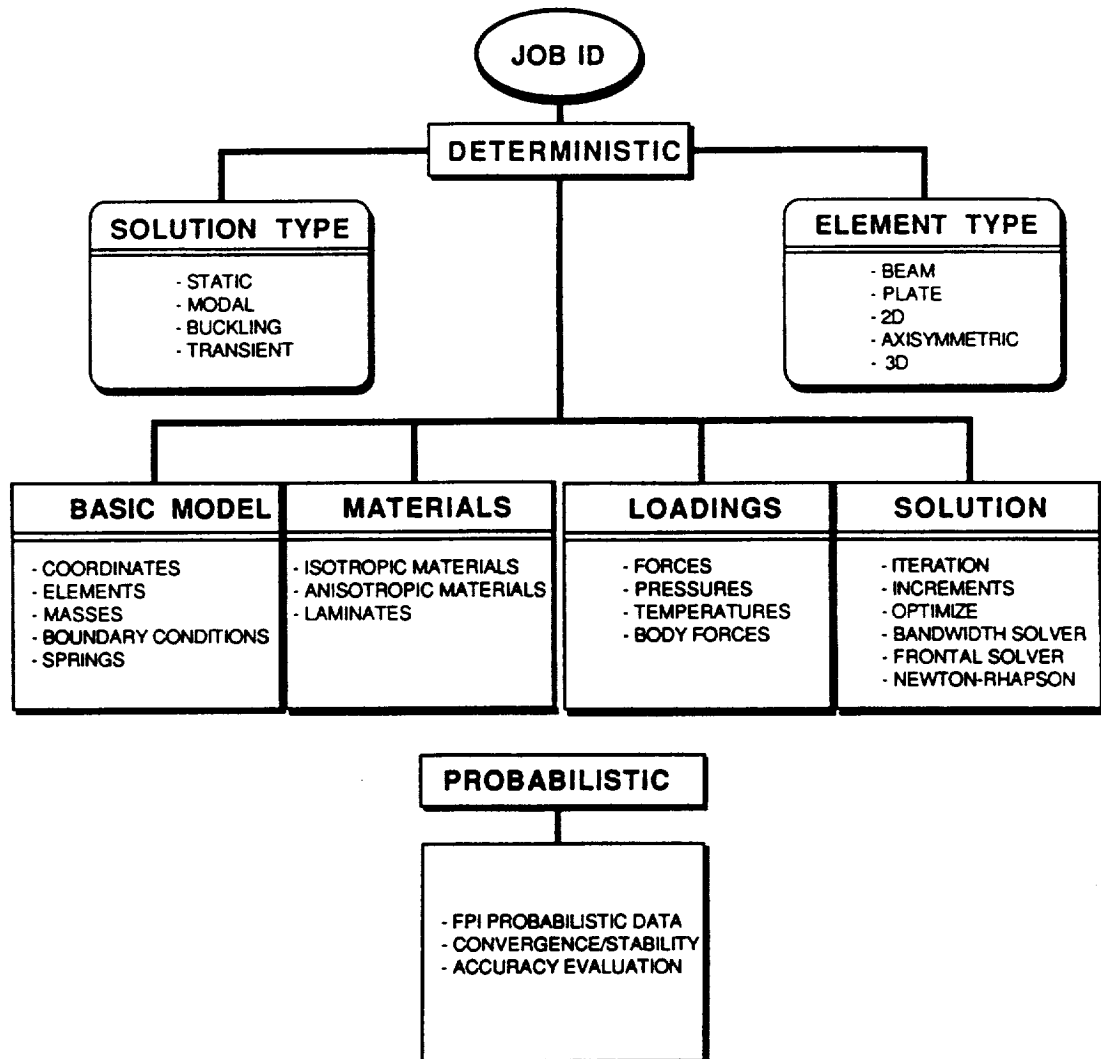 JOB ID
DETERMINISTIC
SOLUTION TYPE
- STATIC
- MODAL
- BUCKLING
- TRANSIENT
ELEMENT TYPE
- BEAM
- PLATE
- 2D
- AXISYMMETRIC
- 3D
BASIC MODEL
- COORDINATES
- ELEMENTS
- MASSES
- BOUNDARY CONDITIONS
- SPRINGS
MATERIALS
- ISOTROPIC MATERIALS
- ANISOTROPIC MATERIALS
- LAMINATES
LOADINGS
- FORCES
- PRESSURES
- TEMPERATURES
- BODY FORCES
SOLUTION
- ITERATION
- INCREMENTS
- OPTIMIZE
- BANDWIDTH SOLVER
- FRONTAL SOLVER
- NEWTON-RHAPSON
PROBABILISTIC
- FPI PROBABILISTIC DATA
- CONVERGENCE/STABILITY
- ACCURACY EVALUATION